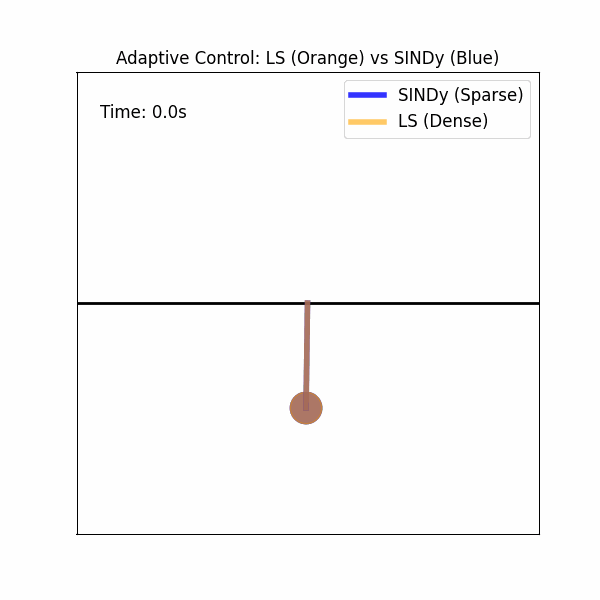 Adaptive Control: LS (Orange) vs SINDy (Blue)
Time: 0.0s
SINDy (Sparse)
LS (Dense)